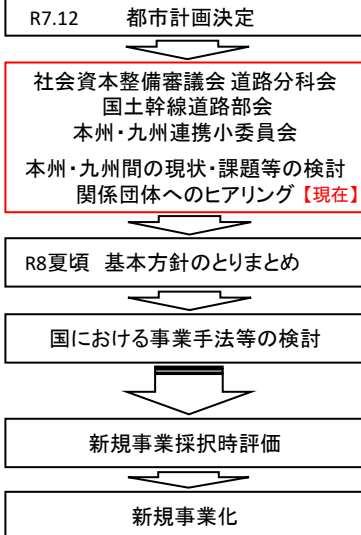 R7.12 都市計画決定
社会資本整備審議会 道路分科会
国土幹線道路部会
本州・九州連携小委員会
本州・九州間の現状・課題等の検討
関係団体へのヒアリング【現在】
R8夏頃 基本方針のとりまとめ
国における事業手法等の検討
新規事業採択時評価
新規事業化